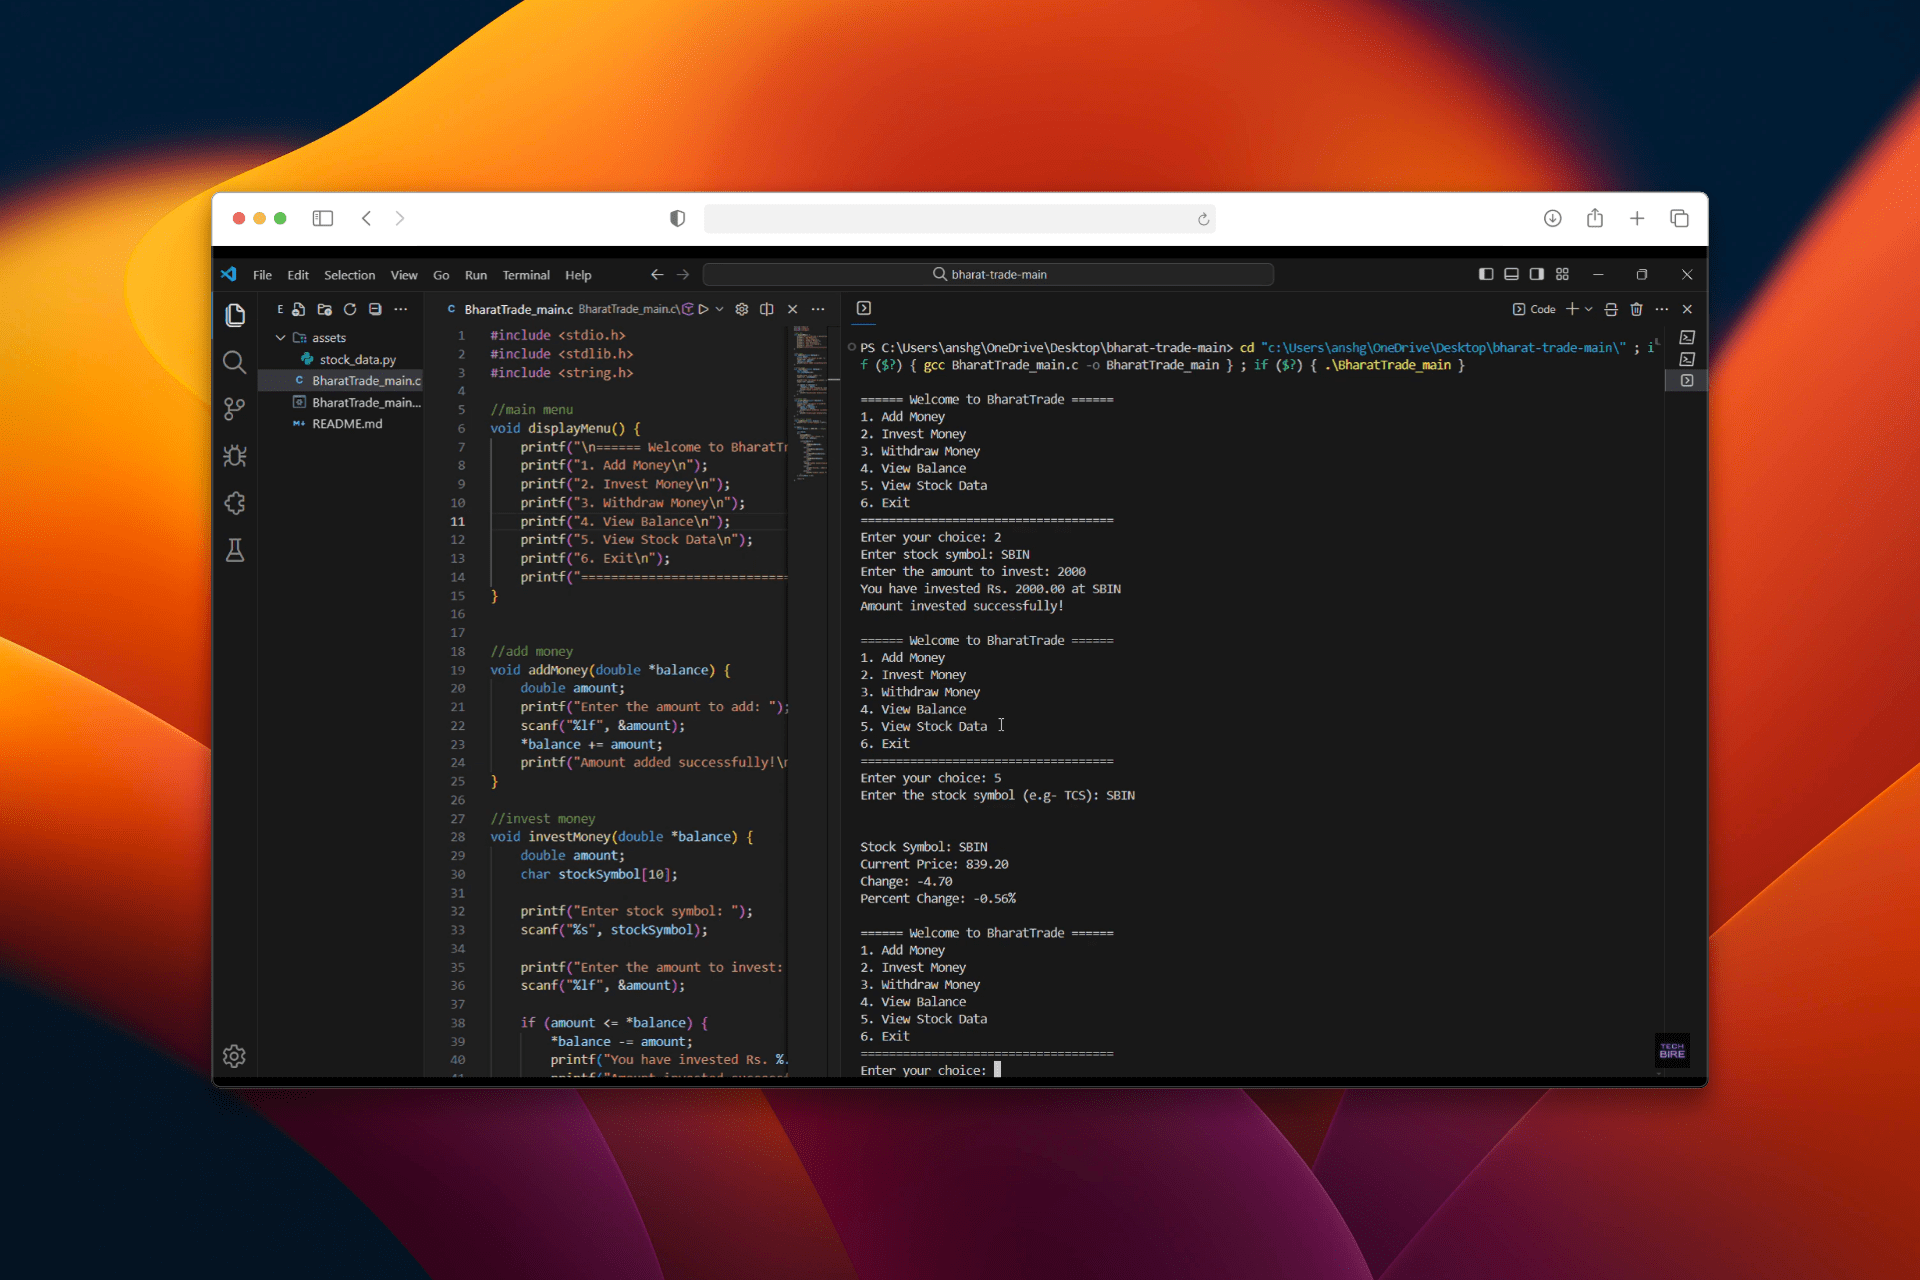 File Edit Selection View Go Run Terminal Help
bharat-trade-main
E
assets
stock_data.py
C BharatTrade_main.c
BharatTrade_main...
README.md
C BharatTrade_main.c BharatTrade_main.c\
1 #include <stdio.h>
2 #include <stdlib.h>
3 #include <string.h>
4
5 //main menu
6 void displayMenu() {
7 printf("\n====== Welcome to BharatTr
8 printf("1. Add Money\n");
9 printf("2. Invest Money\n");
10 printf("3. Withdraw Money\n");
11 printf("4. View Balance\n");
12 printf("5. View Stock Data\n");
13 printf("6. Exit\n");
14 printf("============================
15 }
16
17
18 //add money
19 void addMoney(double *balance) {
20 double amount;
21 printf("Enter the amount to add: ");
22 scanf("%lf", &amount);
23 *balance += amount;
24 printf("Amount added successfully!\n
25 }
26
27 //invest money
28 void investMoney(double *balance) {
29 double amount;
30 char stockSymbol[10];
31
32 printf("Enter stock symbol: ");
33 scanf("%s", stockSymbol);
34
35 printf("Enter the amount to invest:
36 scanf("%lf", &amount);
37
38 if (amount <= *balance) {
39 *balance -= amount;
40 printf("You have invested Rs. %.
Code
PS C:\Users\anshg\OneDrive\Desktop\bharat-trade-main> cd "c:\Users\anshg\OneDrive\Desktop\bharat-trade-main\" ; i
f ($?) { gcc BharatTrade_main.c -o BharatTrade_main } ; if ($?) { .\BharatTrade_main }
====== Welcome to BharatTrade ======
1. Add Money
2. Invest Money
3. Withdraw Money
4. View Balance
5. View Stock Data
6. Exit
====================================
Enter your choice: 2
Enter stock symbol: SBIN
Enter the amount to invest: 2000
You have invested Rs. 2000.00 at SBIN
Amount invested successfully!
====== Welcome to BharatTrade ======
1. Add Money
2. Invest Money
3. Withdraw Money
4. View Balance
5. View Stock Data
6. Exit
====================================
Enter your choice: 5
Enter the stock symbol (e.g- TCS): SBIN
Stock Symbol: SBIN
Current Price: 839.20
Change: -4.70
Percent Change: -0.56%
====== Welcome to BharatTrade ======
1. Add Money
2. Invest Money
3. Withdraw Money
4. View Balance
5. View Stock Data
6. Exit
====================================
Enter your choice:
TECH
BIRE